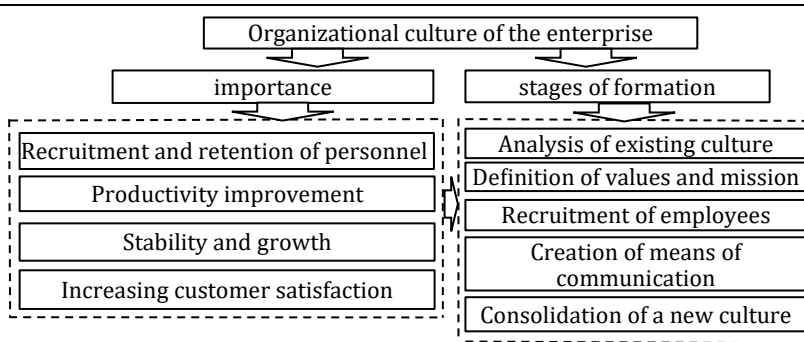 Organizational culture of the enterprise
importance
stages of formation
Recruitment and retention of personnel
Productivity improvement
Stability and growth
Increasing customer satisfaction
Analysis of existing culture
Definition of values and mission
Recruitment of employees
Creation of means of
communication
Consolidation of a new culture